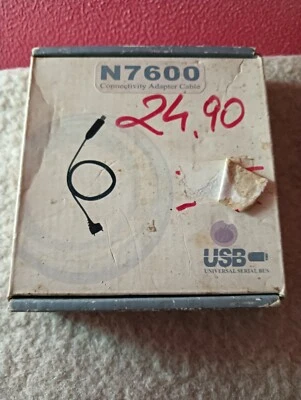 N7600
Connectivity Adapter Cable
24,90
USB
UNIVERSAL SERIAL BUS